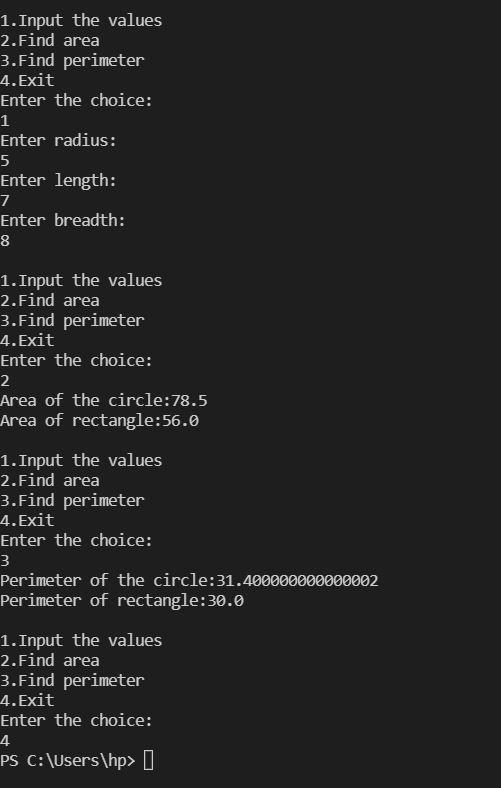 1.Input the values
2.Find area
3.Find perimeter
4.Exit
Enter the choice:
1
Enter radius:
5
Enter length:
7
Enter breadth:
8
1.Input the values
2.Find area
3.Find perimeter
4.Exit
Enter the choice:
2
Area of the circle:78.5
Area of rectangle:56.0
1.Input the values
2.Find area
3.Find perimeter
4.Exit
Enter the choice:
3
Perimeter of the circle:31.400000000000002
Perimeter of rectangle:30.0
1.Input the values
2.Find area
3.Find perimeter
4.Exit
Enter the choice:
4
PS C:\Users\hp>